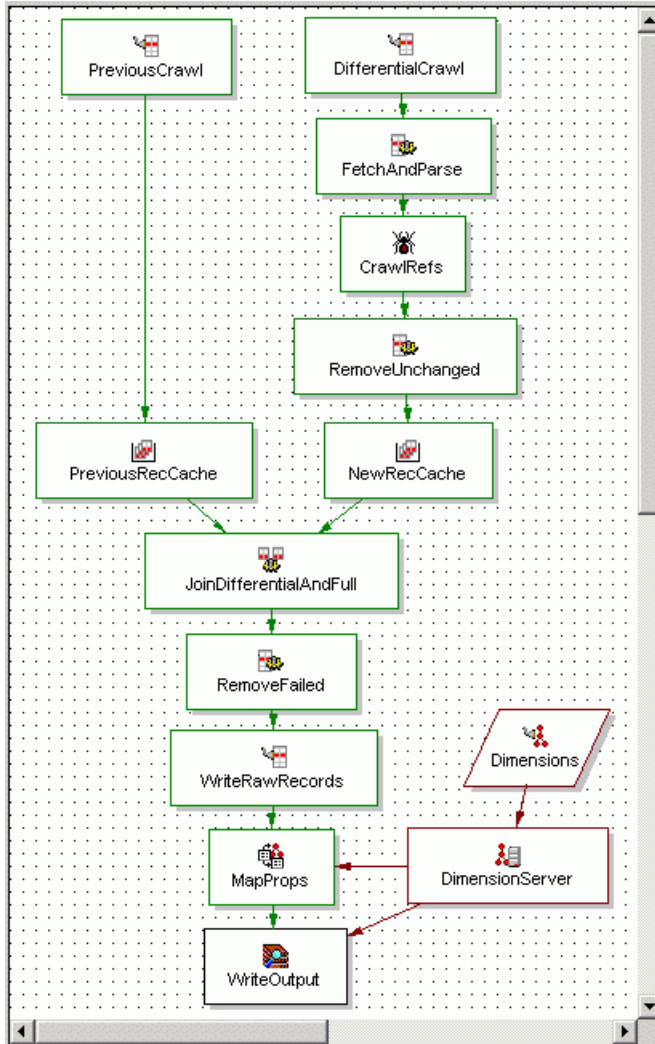 PreviousCrawl
DifferentialCrawl
FetchAndParse
CrawlRefs
RemoveUnchanged
PreviousRecCache
NewRecCache
JoinDifferentialAndFull
RemoveFailed
WriteRawRecords
Dimensions
MapProps
DimensionServer
WriteOutput